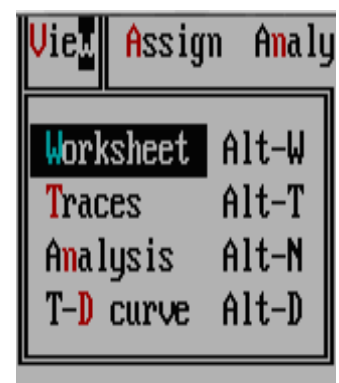 View Assign Analy
Worksheet Alt-W
Traces Alt-T
Analysis Alt-N
T-D curve Alt-D